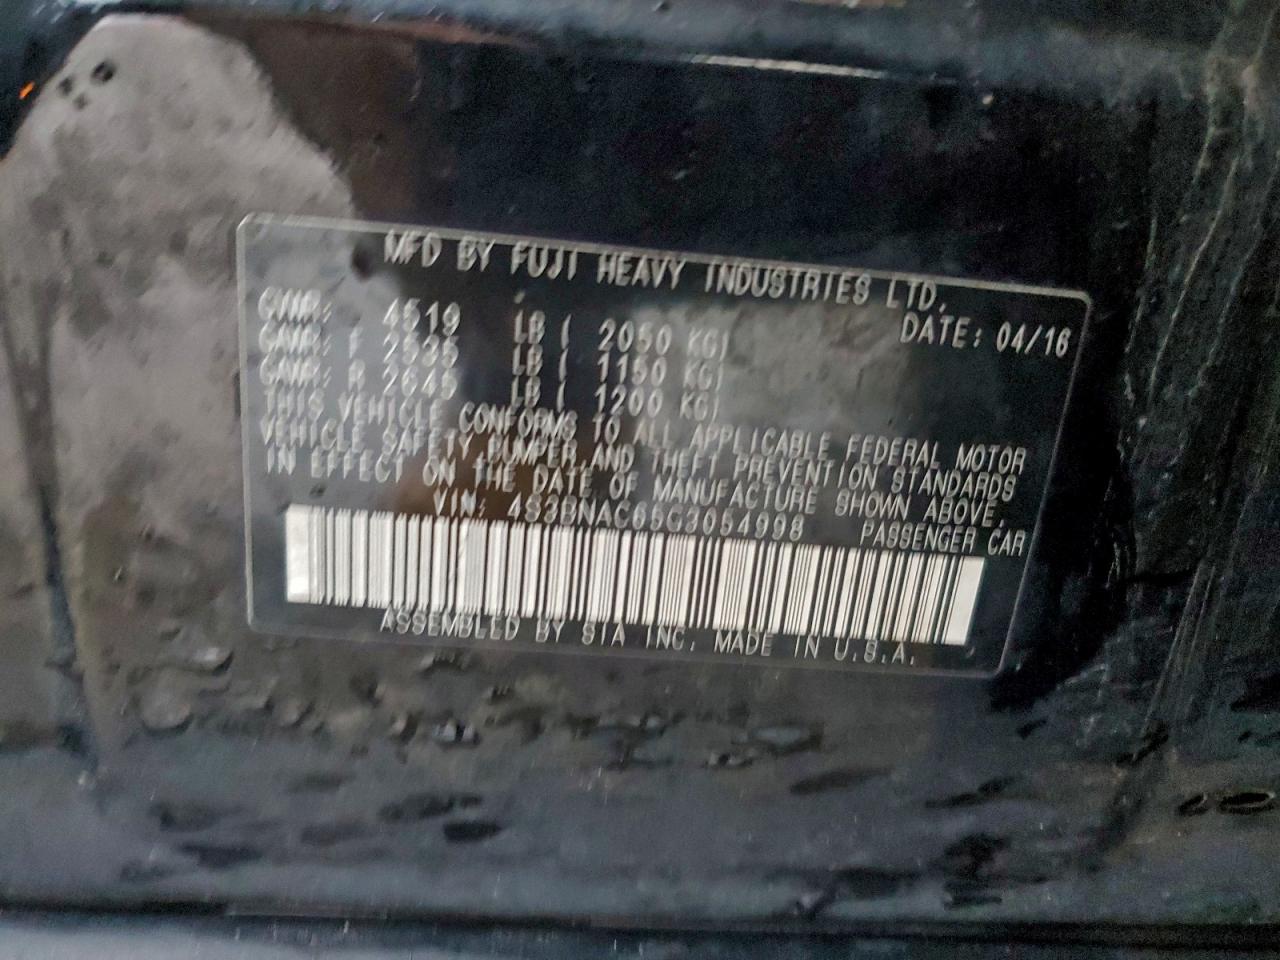 MFD BY FUJI HEAVY INDUSTRIES LTD.
DATE: 04/16
GVWR: 4519 LB ( 2050 KG)
GAWR: F 2535 LB ( 1150 KG)
GAWR: R 2645 LB ( 1200 KG)
THIS VEHICLE CONFORMS TO ALL APPLICABLE FEDERAL MOTOR
VEHICLE SAFETY, BUMPER, AND THEFT PREVENTION STANDARDS
IN EFFECT ON THE DATE OF MANUFACTURE SHOWN ABOVE.
VIN: 4S3BNAC65G3054998 PASSENGER CAR
ASSEMBLED BY SIA INC. MADE IN U.S.A.